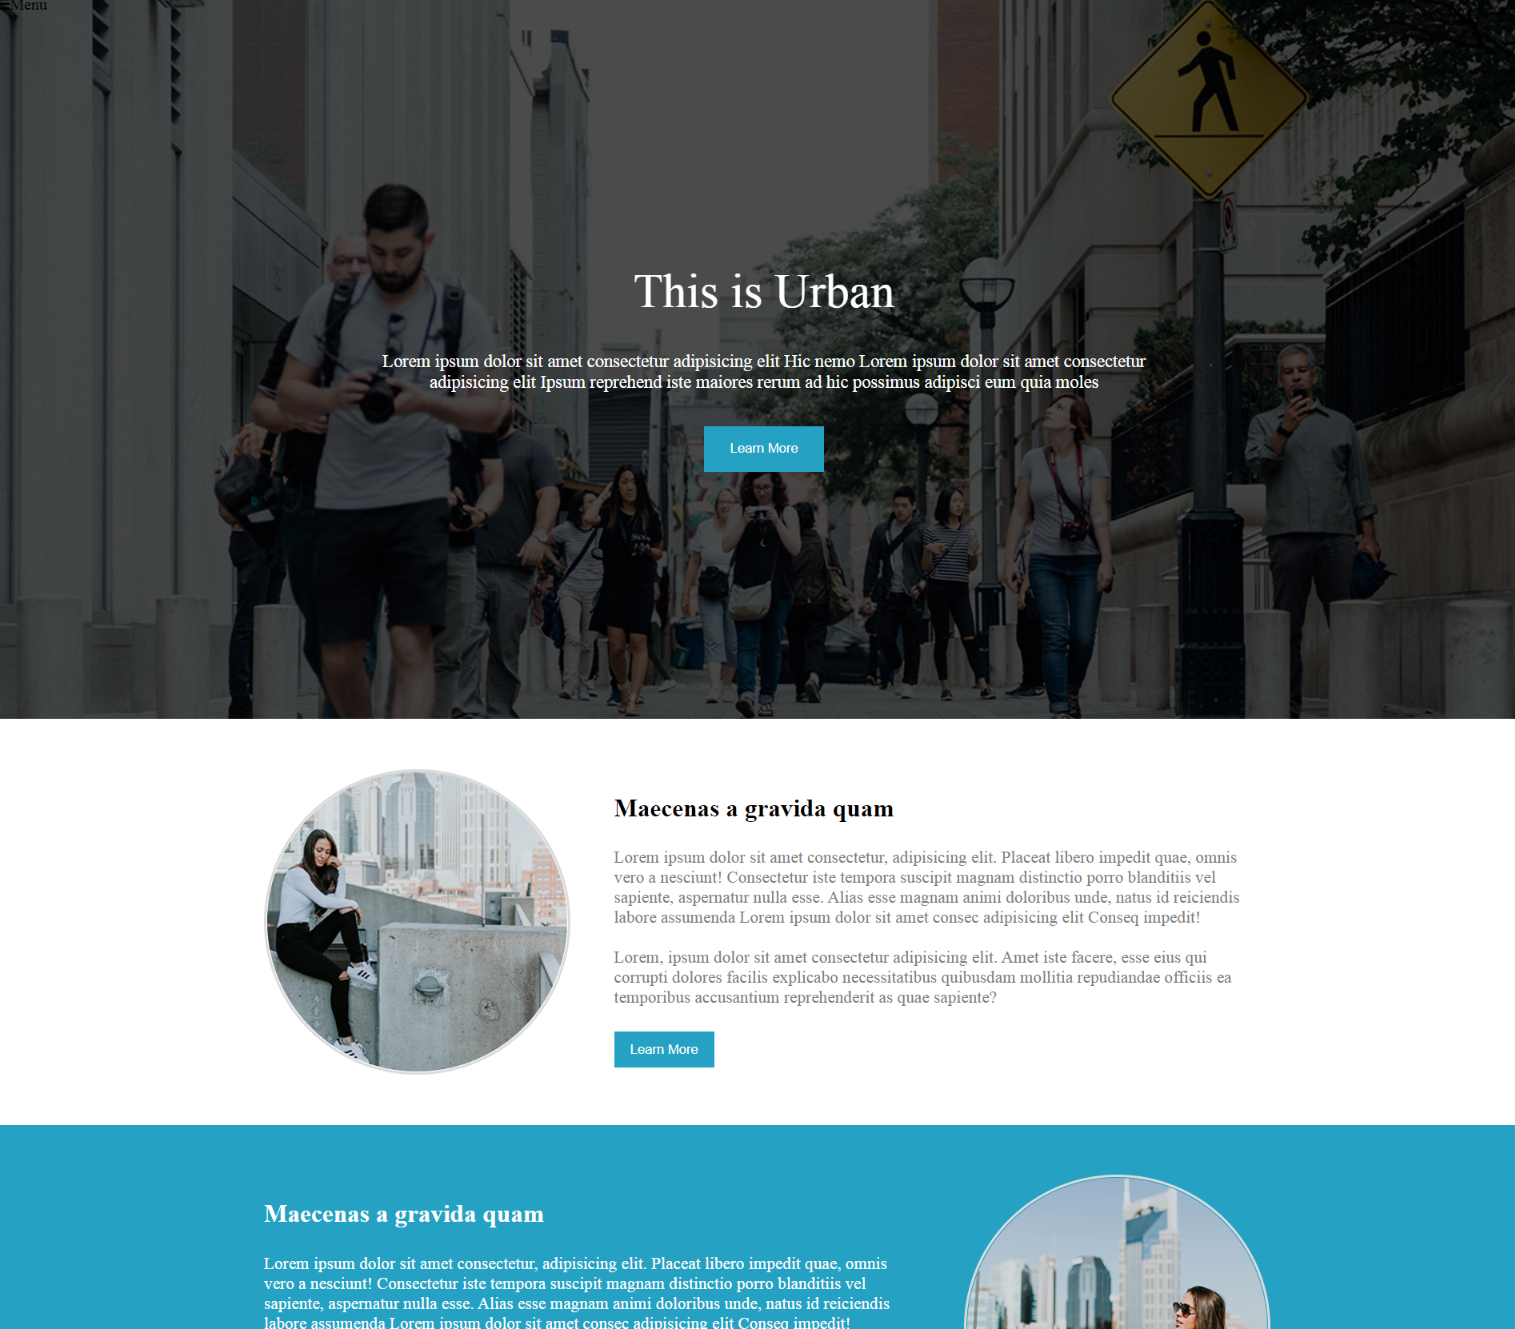 Menu
This is Urban
Lorem ipsum dolor sit amet consectetur adipisicing elit Hic nemo Lorem ipsum dolor sit amet consectetur
adipisicing elit Ipsum reprehend iste maiores rerum ad hic possimus adipisci eum quia moles
Learn More
Maecenas a gravida quam
Lorem ipsum dolor sit amet consectetur, adipisicing elit. Placeat libero impedit quae, omnis
vero a nesciunt! Consectetur iste tempora suscipit magnam distinctio porro blanditiis vel
sapiente, aspernatur nulla esse. Alias esse magnam animi doloribus unde, natus id reiciendis
labore assumenda Lorem ipsum dolor sit amet consec adipisicing elit Conseq impedit!
Lorem, ipsum dolor sit amet consectetur adipisicing elit. Amet iste facere, esse eius qui
corrupti dolores facilis explicabo necessitatibus quibusdam mollitia repudiandae officiis ea
temporibus accusantium reprehenderit as quae sapiente?
Learn More
Maecenas a gravida quam
Lorem ipsum dolor sit amet consectetur, adipisicing elit. Placeat libero impedit quae, omnis
vero a nesciunt! Consectetur iste tempora suscipit magnam distinctio porro blanditiis vel
sapiente, aspernatur nulla esse. Alias esse magnam animi doloribus unde, natus id reiciendis
labore assumenda Lorem ipsum dolor sit amet consec adipisicing elit Conseq impedit!